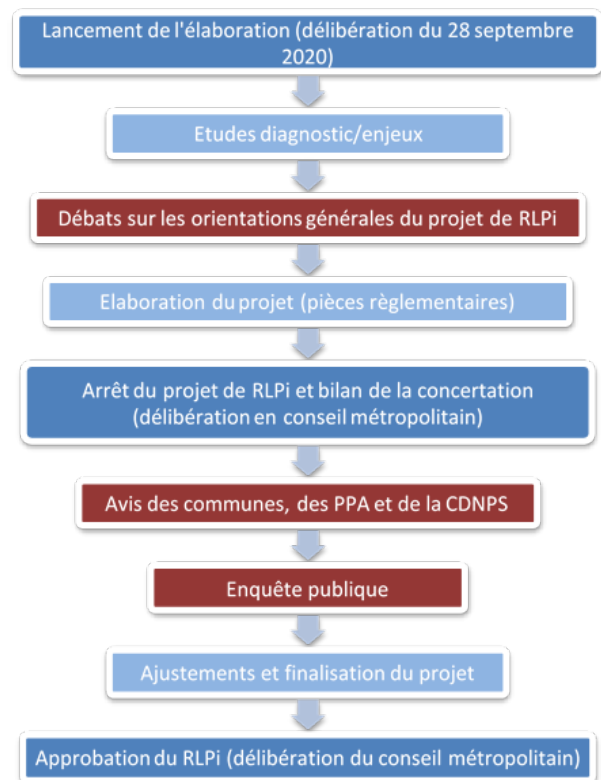 Lancement de l'élaboration (délibération du 28 septembre
2020)
Etudes diagnostic/enjeux
Débats sur les orientations générales du projet de RLPi
Elaboration du projet (pièces règlementaires)
Arrêt du projet de RLPi et bilan de la concertation
(délibération en conseil métropolitain)
Avis des communes, des PPA et de la CDNPS
Enquête publique
Ajustements et finalisation du projet
Approbation du RLPi (délibération du conseil métropolitain)